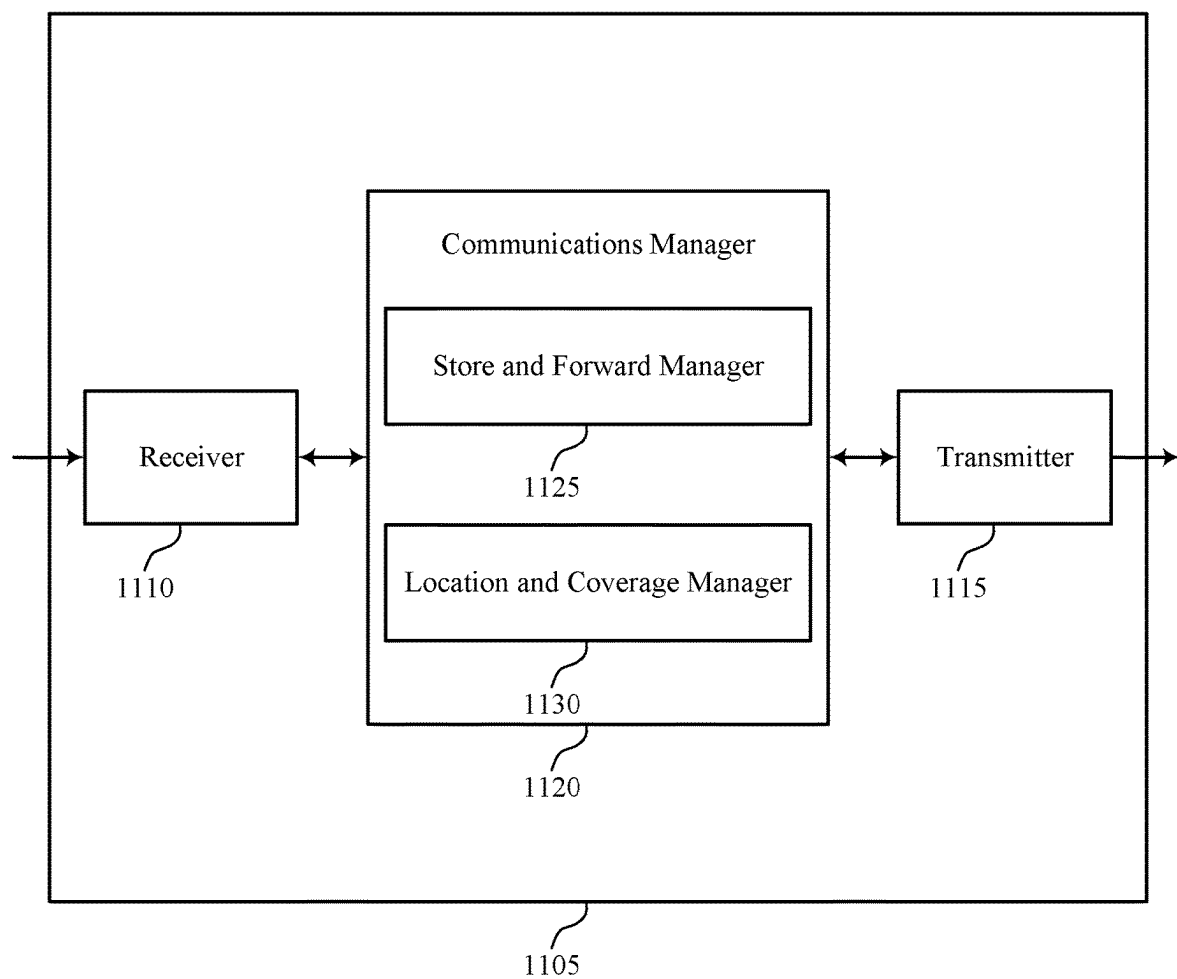 Communications Manager
Store and Forward Manager
Receiver
Transmitter
1125
1110
Location and Coverage Manager
1115
1130
1120
1105